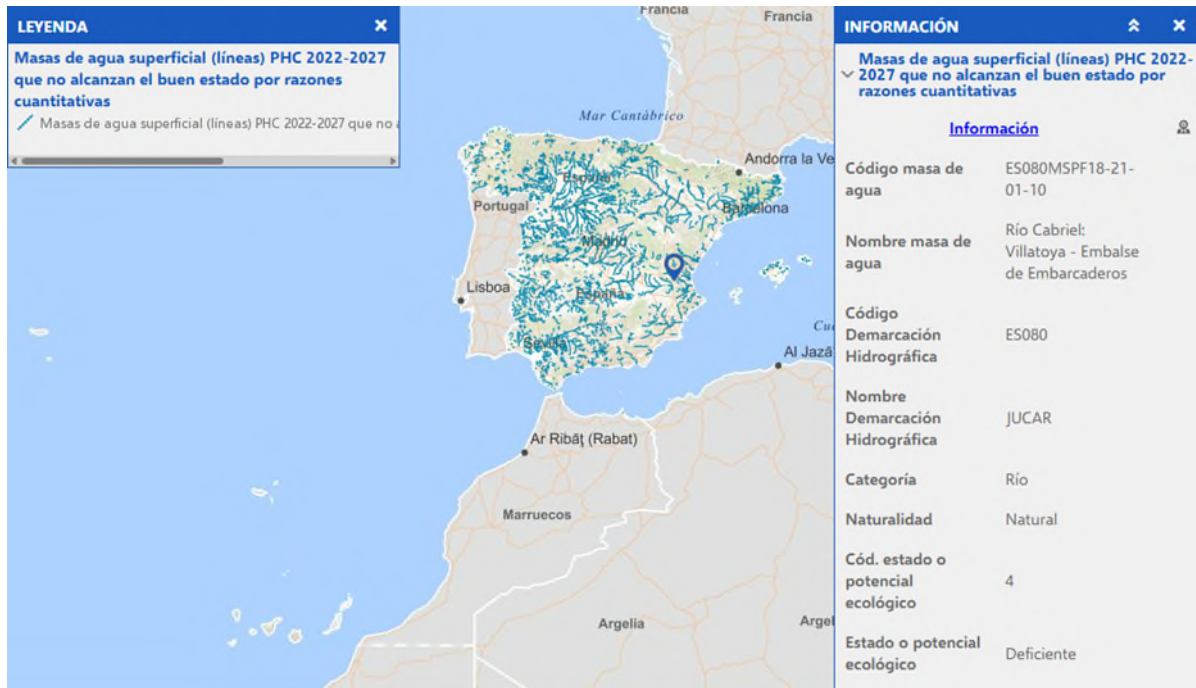 LEYENDA
Masas de agua superficial (líneas) PHC 2022-2027
que no alcanzan el buen estado por razones
cuantitativas
Masas de agua superficial (líneas) PHC 2022-2027 que no
Francia
Francia
Mar Cantábrico
Andorra la Ve
España
Portugal
Barcelona
Madrid
Lisboa
España
Sevilla
Cu
Al Jazā
Ar Ribāţ (Rabat)
Marruecos
Argelia
Argel
INFORMACIÓN
Masas de agua superficial (líneas) PHC 2022-
2027 que no alcanzan el buen estado por
razones cuantitativas
Información
Código masa de
agua
ES080MSPF18-21-
01-10
Nombre masa de
agua
Río Cabriel:
Villatoya - Embalse
de Embarcaderos
Código
Demarcación
Hidrográfica
ES080
Nombre
Demarcación
Hidrográfica
JUCAR
Categoría
Río
Naturalidad
Natural
Cód. estado o
potencial
ecológico
4
Estado o potencial
ecológico
Deficiente